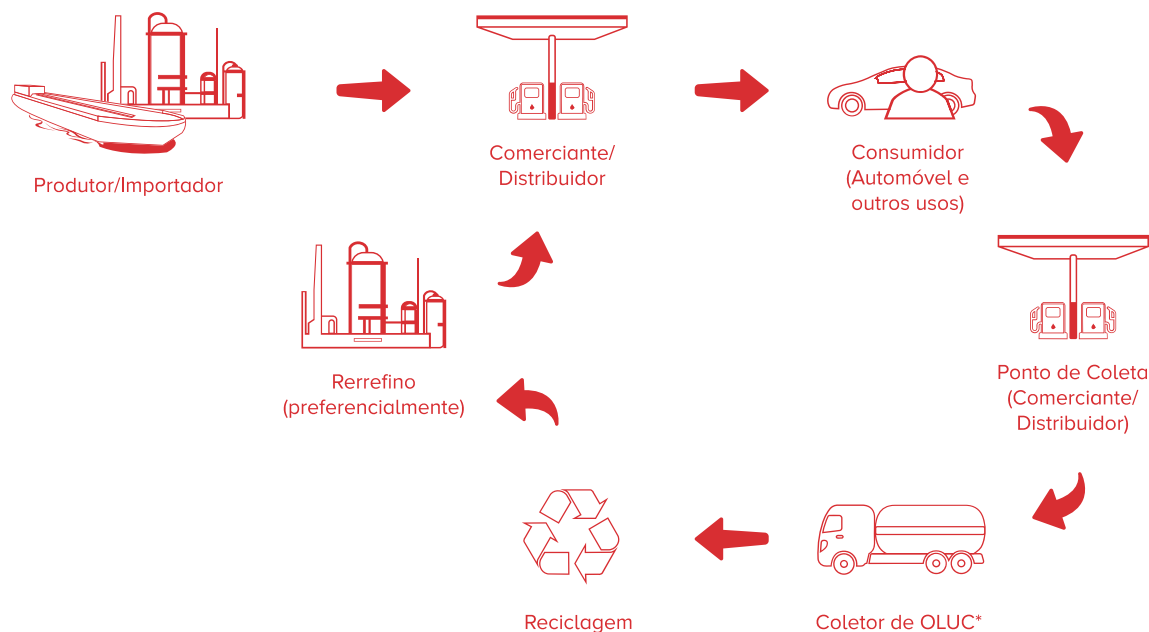 Produtor/Importador
Comerciante/
Distribuidor
Consumidor
(Automóvel e
outros usos)
Ponto de Coleta
(Comerciante/
Distribuidor)
Coletor de OLUC*
Reciclagem
Rerrefino
(preferencialmente)